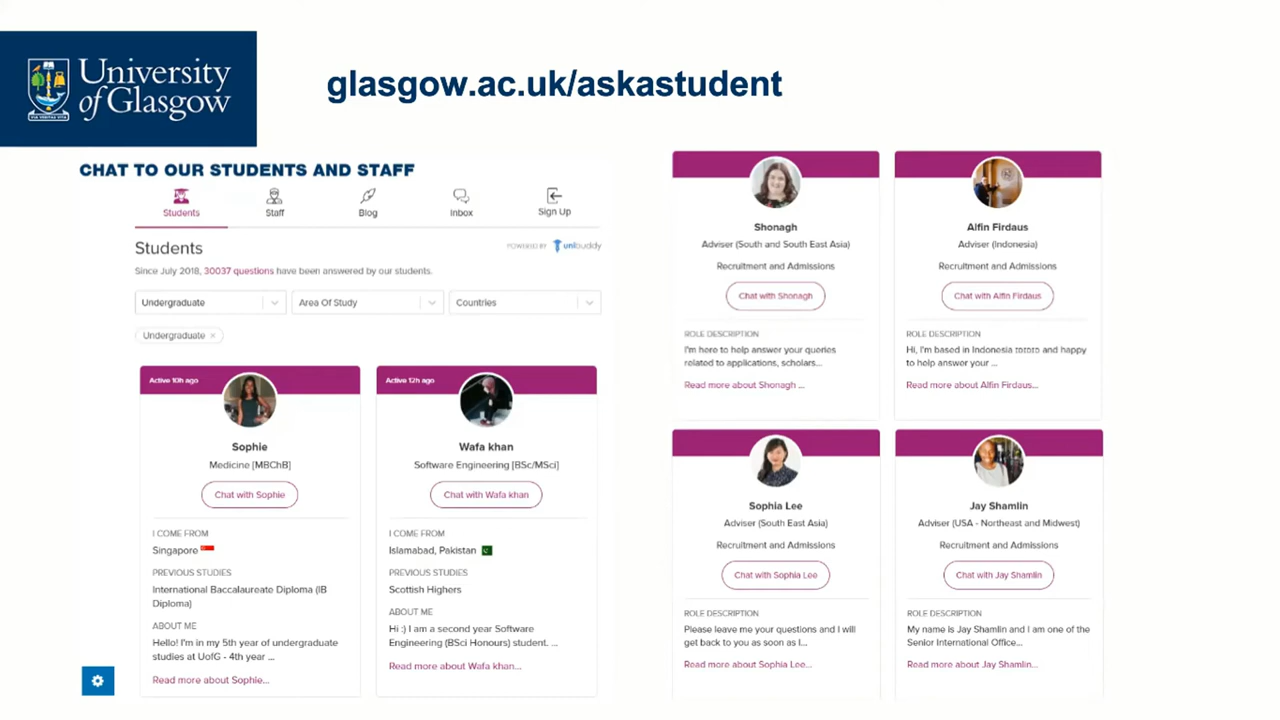 University
of Glasgow
VIA VERITAS VITA
glasgow.ac.uk/askastudent
CHAT TO OUR STUDENTS AND STAFF
Students
Staff
Blog
Inbox
Sign Up
Students
POWERED BY unibuddy
Since July 2018, 30037 questions have been answered by our students.
Undergraduate
Area Of Study
Countries
Undergraduate ×
Active 10h ago
Sophie
Medicine [MBChB]
Chat with Sophie
I COME FROM
Singapore
PREVIOUS STUDIES
International Baccalaureate Diploma (IB
Diploma)
ABOUT ME
Hello! I'm in my 5th year of undergraduate
studies at UofG - 4th year ...
Read more about Sophie...
Active 12h ago
Wafa khan
Software Engineering [BSc/MSci]
Chat with Wafa khan
I COME FROM
Islamabad, Pakistan
PREVIOUS STUDIES
Scottish Highers
ABOUT ME
Hi :) I am a second year Software
Engineering (BSci Honours) student. ...
Read more about Wafa khan...
Shonagh
Adviser (South and South East Asia)
Recruitment and Admissions
Chat with Shonagh
ROLE DESCRIPTION
I'm here to help answer your queries
related to applications, scholars...
Read more about Shonagh ...
Alfin Firdaus
Adviser (Indonesia)
Recruitment and Admissions
Chat with Alfin Firdaus
ROLE DESCRIPTION
Hi, I'm based in Indonesia and happy
to help answer your ...
Read more about Alfin Firdaus...
Sophia Lee
Adviser (South East Asia)
Recruitment and Admissions
Chat with Sophia Lee
ROLE DESCRIPTION
Please leave me your questions and I will
get back to you as soon as I...
Read more about Sophia Lee...
Jay Shamlin
Adviser (USA - Northeast and Midwest)
Recruitment and Admissions
Chat with Jay Shamlin
ROLE DESCRIPTION
My name is Jay Shamlin and I am one of the
Senior International Office...
Read more about Jay Shamlin...